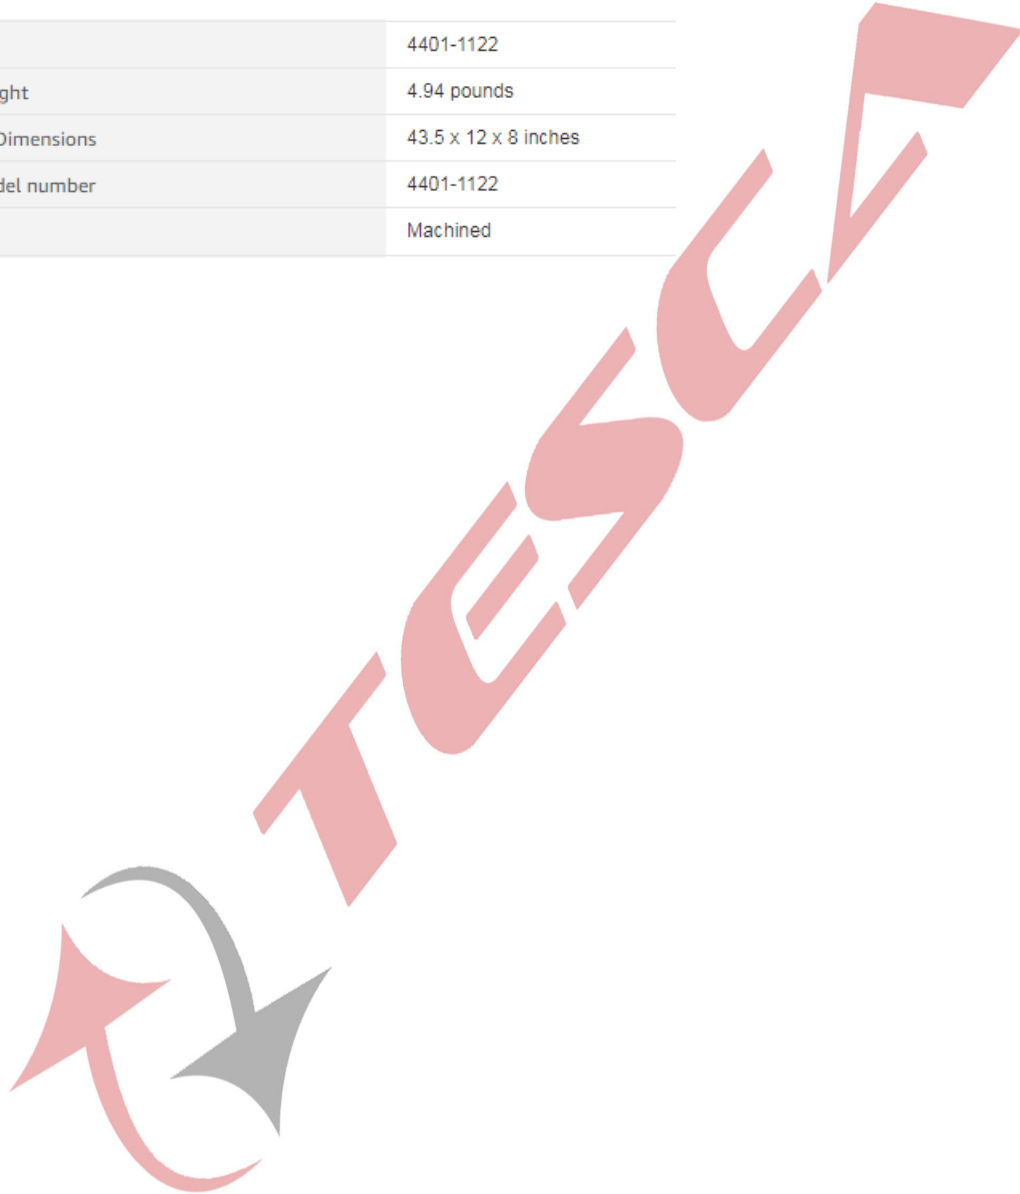 4401-1122
ght 4.94 pounds
Dimensions 43.5 x 12 x 8 inches
del number 4401-1122
Machined
TESCA